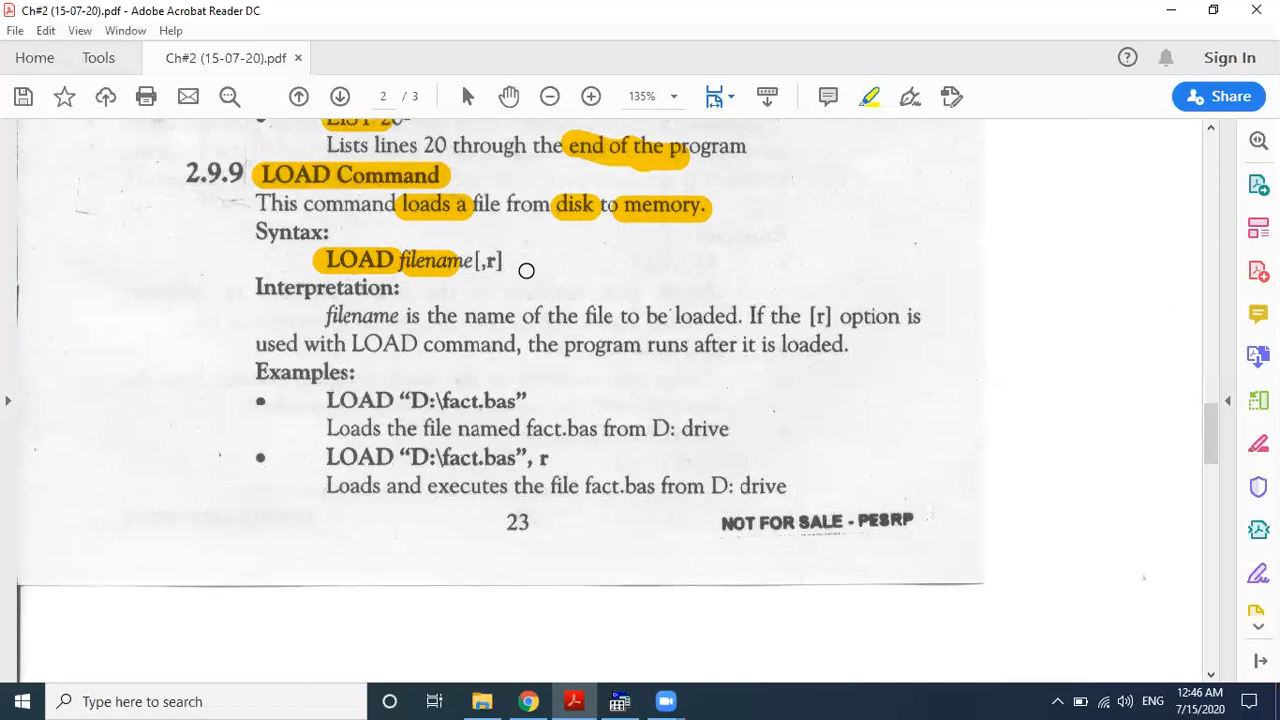 Ch#2 (15-07-20).pdf - Adobe Acrobat Reader DC
File Edit View Window Help
Home Tools Ch#2 (15-07-20).pdf × Sign In
2 / 3 135% Share
LIST 20-
Lists lines 20 through the end of the program
2.9.9 LOAD Command
This command loads a file from disk to memory.
Syntax:
LOAD filename[,r]
Interpretation:
filename is the name of the file to be loaded. If the [r] option is
used with LOAD command, the program runs after it is loaded.
Examples:
• LOAD “D:\fact.bas”
Loads the file named fact.bas from D: drive
• LOAD “D:\fact.bas”, r
Loads and executes the file fact.bas from D: drive
23 NOT FOR SALE - PESRP
Type here to search
ENG 12:46 AM
7/15/2020